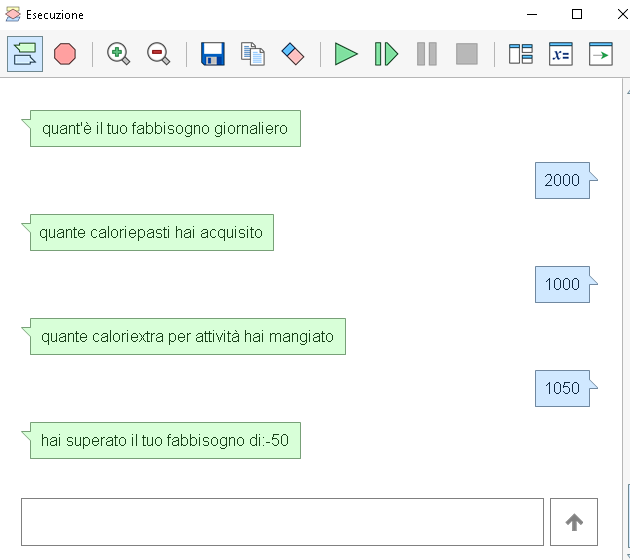 Esecuzione
quant'è il tuo fabbisogno giornaliero
2000
quante caloriepasti hai acquisito
1000
quante caloriextra per attività hai mangiato
1050
hai superato il tuo fabbisogno di:-50